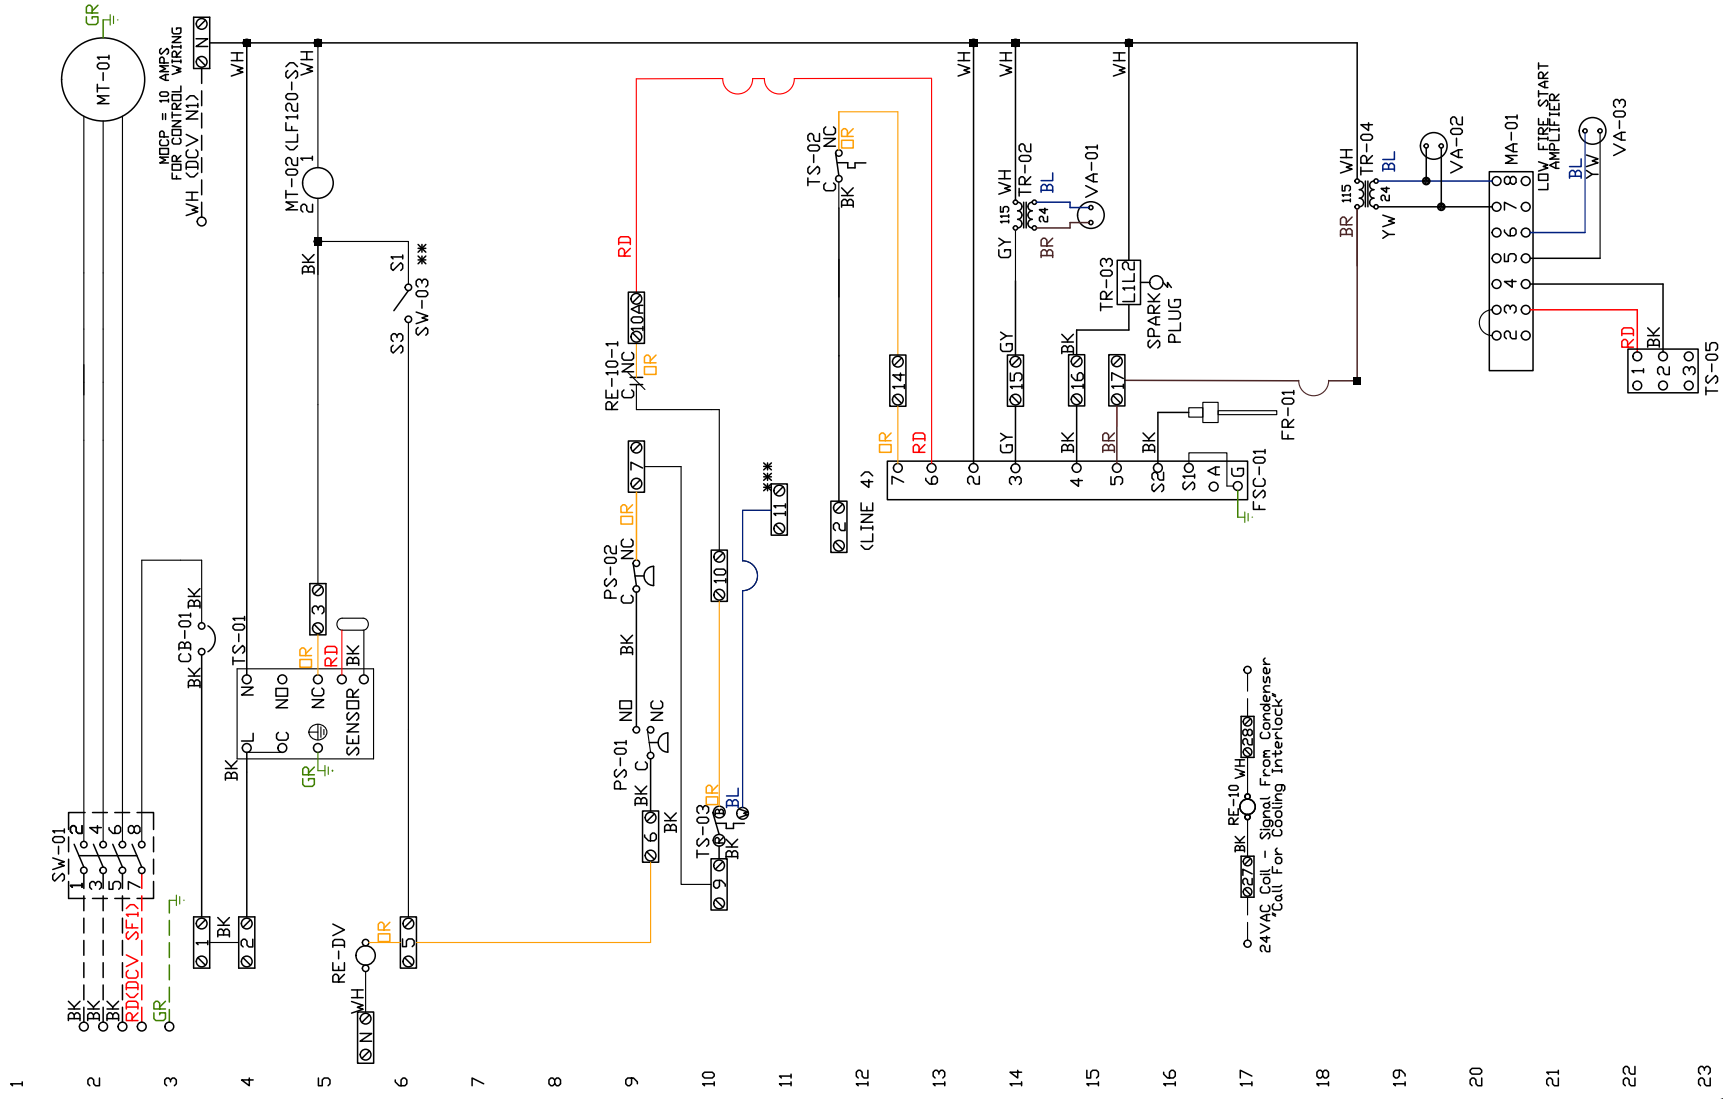 1
2
3
4
5
6
7
8
9
10
11
12
13
14
15
16
17
18
19
20
21
22
23
BK
BK
BK
RD(DCV SF1)
GR
SW-01
1
3
5
7
2
4
6
8
MT-01
GR
MOCP = 10 AMPS
FOR CONTROL WIRING
WH (DCV N1)
N
CB-01
BK
BK
1
BK
2
BK
TS-01
L
C
N
NO
NC
SENSOR
GR
OR
RD
BK
WH
3
BK
MT-02 (LF120-S)
2
1
WH
S1
S3
SW-03 **
RE-DV
N
WH
OR
5
6
BK
PS-01
C
NO
NC
BK
PS-02
C
NC
OR
7
RE-10-1
C
NC
OR
10A
RD
BK
9
TS-03
R
B
W
BK
OR
BL
10
11
***
2
(LINE 4)
BK
TS-02
C
NC
OR
14
OR
RD
WH
FSC-01
7
6
2
3
4
5
S2
S1
A
G
GY
15
GY
GY
115
24
WH
TR-02
WH
BR
BL
VA-01
BK
16
BK
TR-03
L1L2
WH
SPARK
PLUG
BR
17
BK
FR-01
BR
115
24
WH
TR-04
YW
BL
VA-02
MA-01
2
3
4
5
6
7
8
LOW FIRE START
AMPLIFIER
BL
YW
VA-03
RD
BK
1
2
3
TS-05
27
BK
RE-10
WH
28
24VAC Coil - Signal From Condenser
"Call For Cooling Interlock"